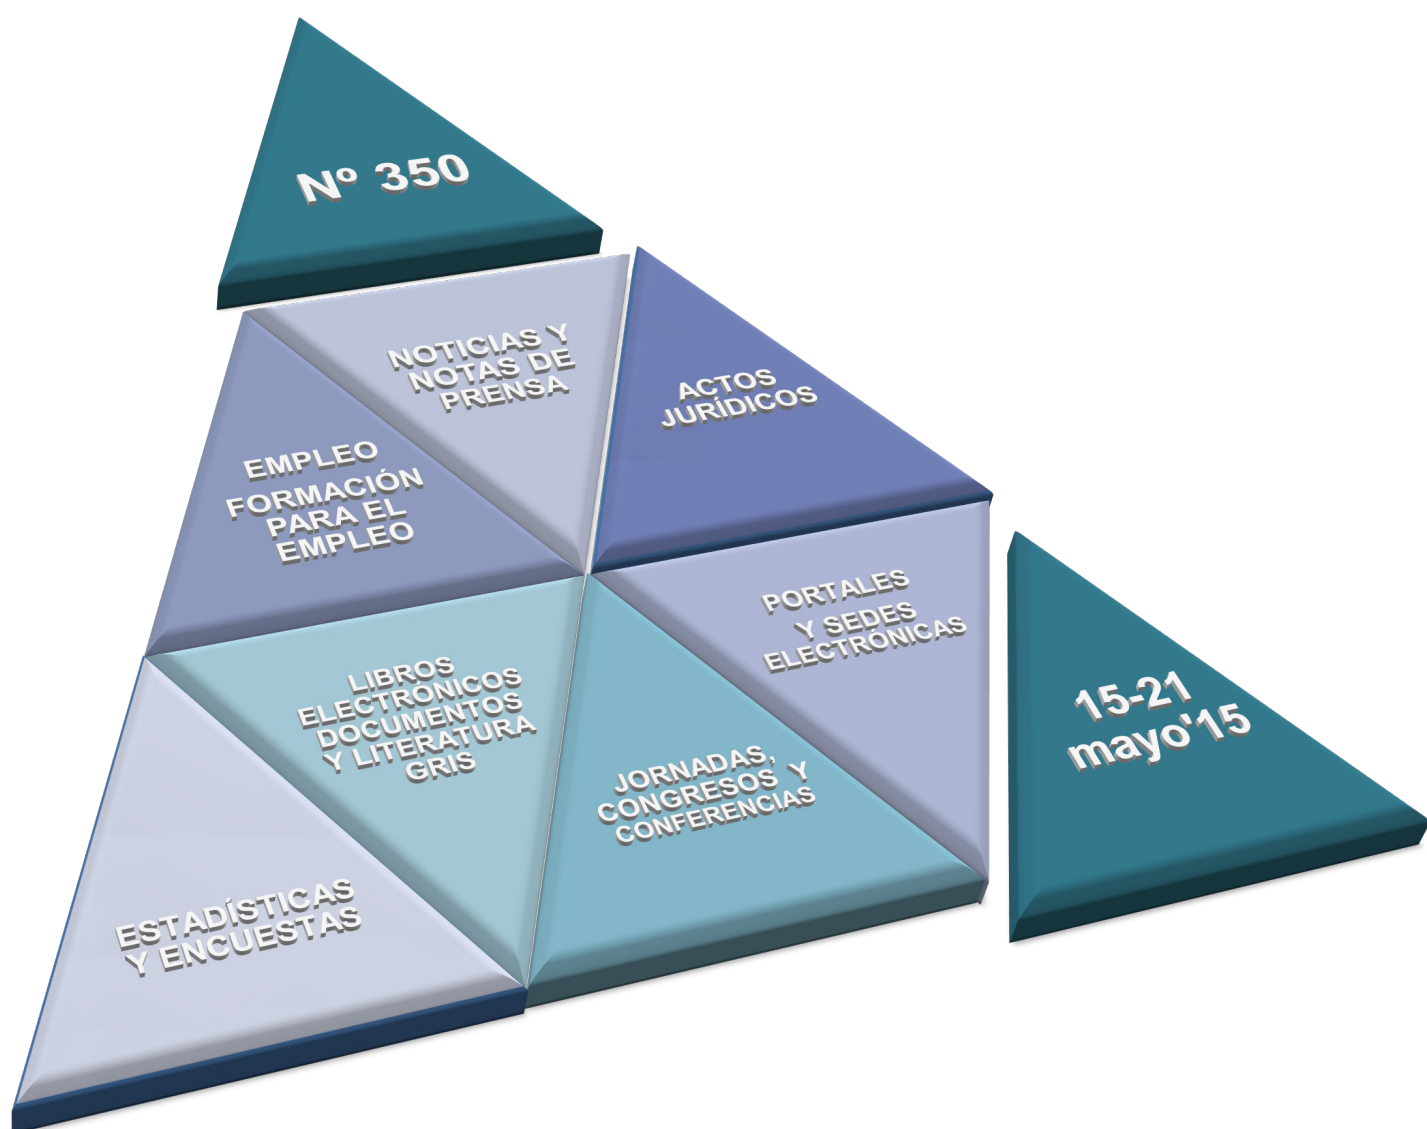 Nº 350
NOTICIAS Y
NOTAS DE
PRENSA
ACTOS
JURÍDICOS
EMPLEO
FORMACIÓN
PARA EL
EMPLEO
PORTALES
Y SEDES
ELECTRÓNICAS
LIBROS
ELECTRÓNICOS
DOCUMENTOS
Y LITERATURA
GRIS
15-21
mayo'15
JORNADAS,
CONGRESOS Y
CONFERENCIAS
ESTADÍSTICAS
Y ENCUESTAS